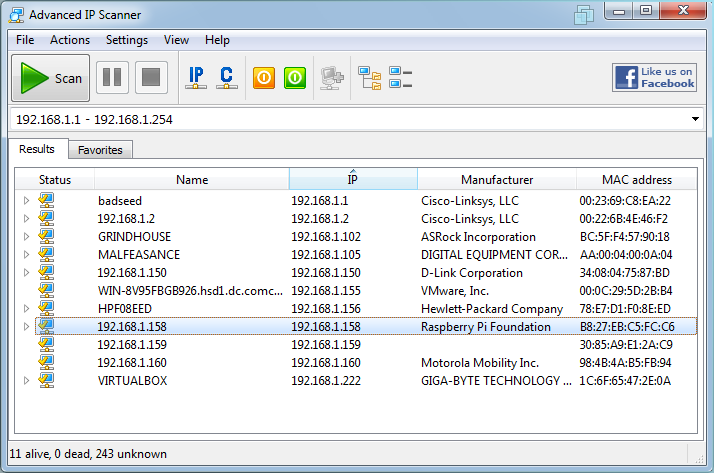 Advanced IP Scanner
File Actions Settings View Help
Scan IP C Like us on
Facebook
192.168.1.1 - 192.168.1.254
Results Favorites
Status Name IP Manufacturer MAC address
badseed 192.168.1.1 Cisco-Linksys, LLC 00:23:69:C8:EA:22
192.168.1.2 192.168.1.2 Cisco-Linksys, LLC 00:22:6B:4E:46:F2
GRINDHOUSE 192.168.1.102 ASRock Incorporation BC:5F:F4:57:90:18
MALFEASANCE 192.168.1.105 DIGITAL EQUIPMENT COR... AA:00:04:00:0A:04
192.168.1.150 192.168.1.150 D-Link Corporation 34:08:04:75:87:BD
WIN-8V95FBGB926.hsd1.dc.comc... 192.168.1.155 VMware, Inc. 00:0C:29:5D:2B:B4
HPF08EED 192.168.1.156 Hewlett-Packard Company 78:E7:D1:F0:8E:ED
192.168.1.158 192.168.1.158 Raspberry Pi Foundation B8:27:EB:C5:FC:C6
192.168.1.159 192.168.1.159 30:85:A9:E1:2A:C9
192.168.1.160 192.168.1.160 Motorola Mobility Inc. 98:4B:4A:B5:FB:94
VIRTUALBOX 192.168.1.222 GIGA-BYTE TECHNOLOGY ... 1C:6F:65:47:2E:0A
11 alive, 0 dead, 243 unknown